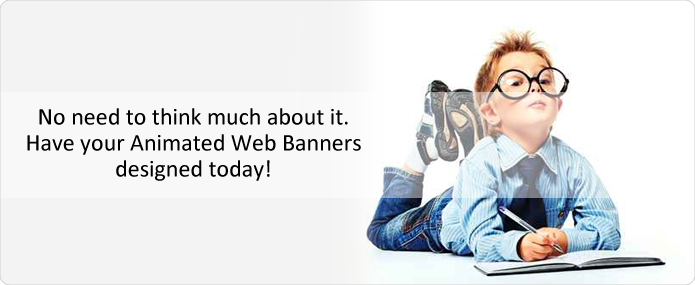 No need to think much about it.
Have your Animated Web Banners
designed today!